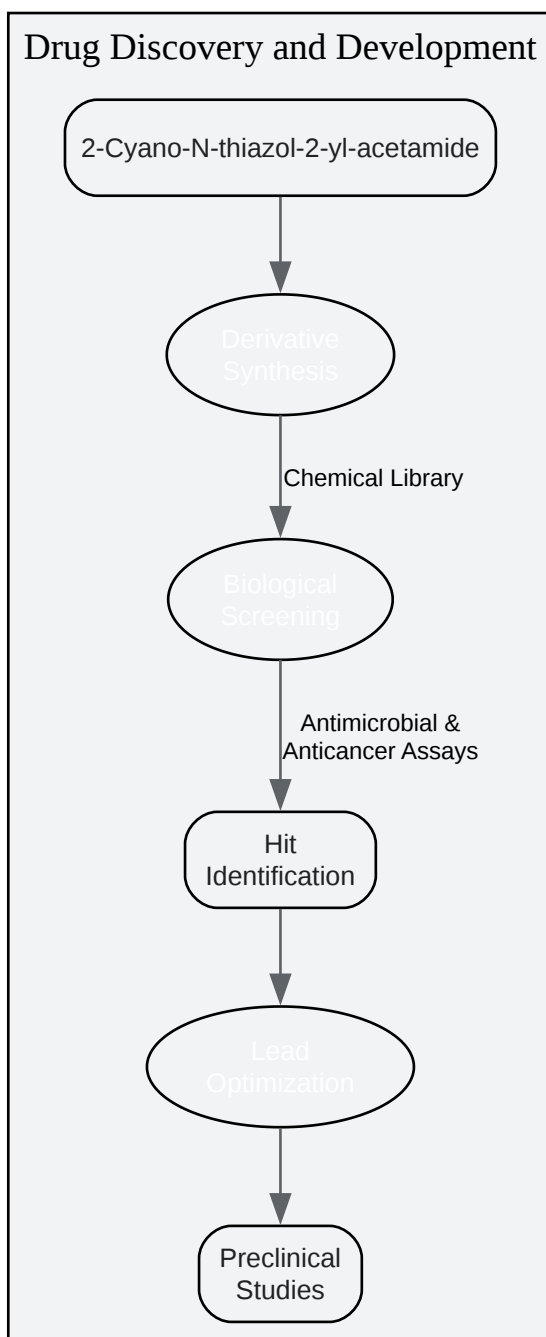 Drug Discovery and Development
2-Cyano-N-thiazol-2-yl-acetamide
Derivative
Synthesis
Chemical Library
Biological
Screening
Antimicrobial &
Anticancer Assays
Hit
Identification
Lead
Optimization
Preclinical
Studies